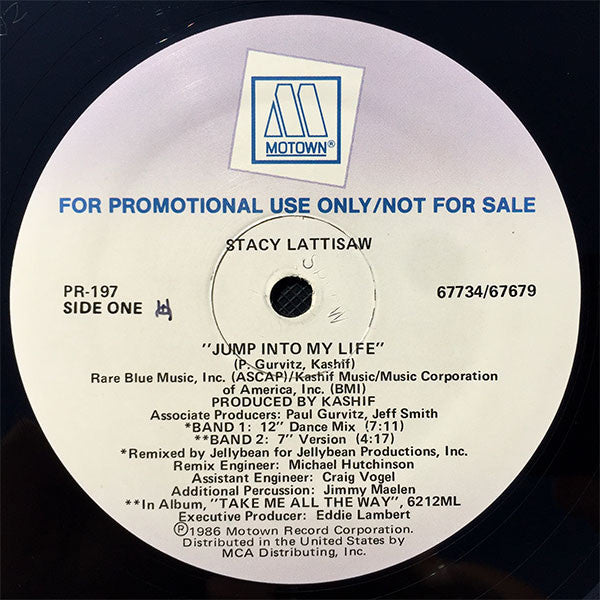 M
MOTOWN®
FOR PROMOTIONAL USE ONLY/NOT FOR SALE
STACY LATTISAW
PR-197
SIDE ONE
67734/67679
"JUMP INTO MY LIFE"
(P. Gurvitz, Kashif)
Rare Blue Music, Inc. (ASCAP)/Kashif Music/Music Corporation
of America, Inc. (BMI)
PRODUCED BY KASHIF
Associate Producers: Paul Gurvitz, Jeff Smith
*BAND 1: 12" Dance Mix (7:11)
**BAND 2: 7" Version (4:17)
*Remixed by Jellybean for Jellybean Productions, Inc.
Remix Engineer: Michael Hutchinson
Assistant Engineer: Craig Vogel
Additional Percussion: Jimmy Maelen
**In Album, "TAKE ME ALL THE WAY", 6212ML
Executive Producer: Eddie Lambert
Ⓟ1986 Motown Record Corporation.
Distributed in the United States by
MCA Distributing, Inc.